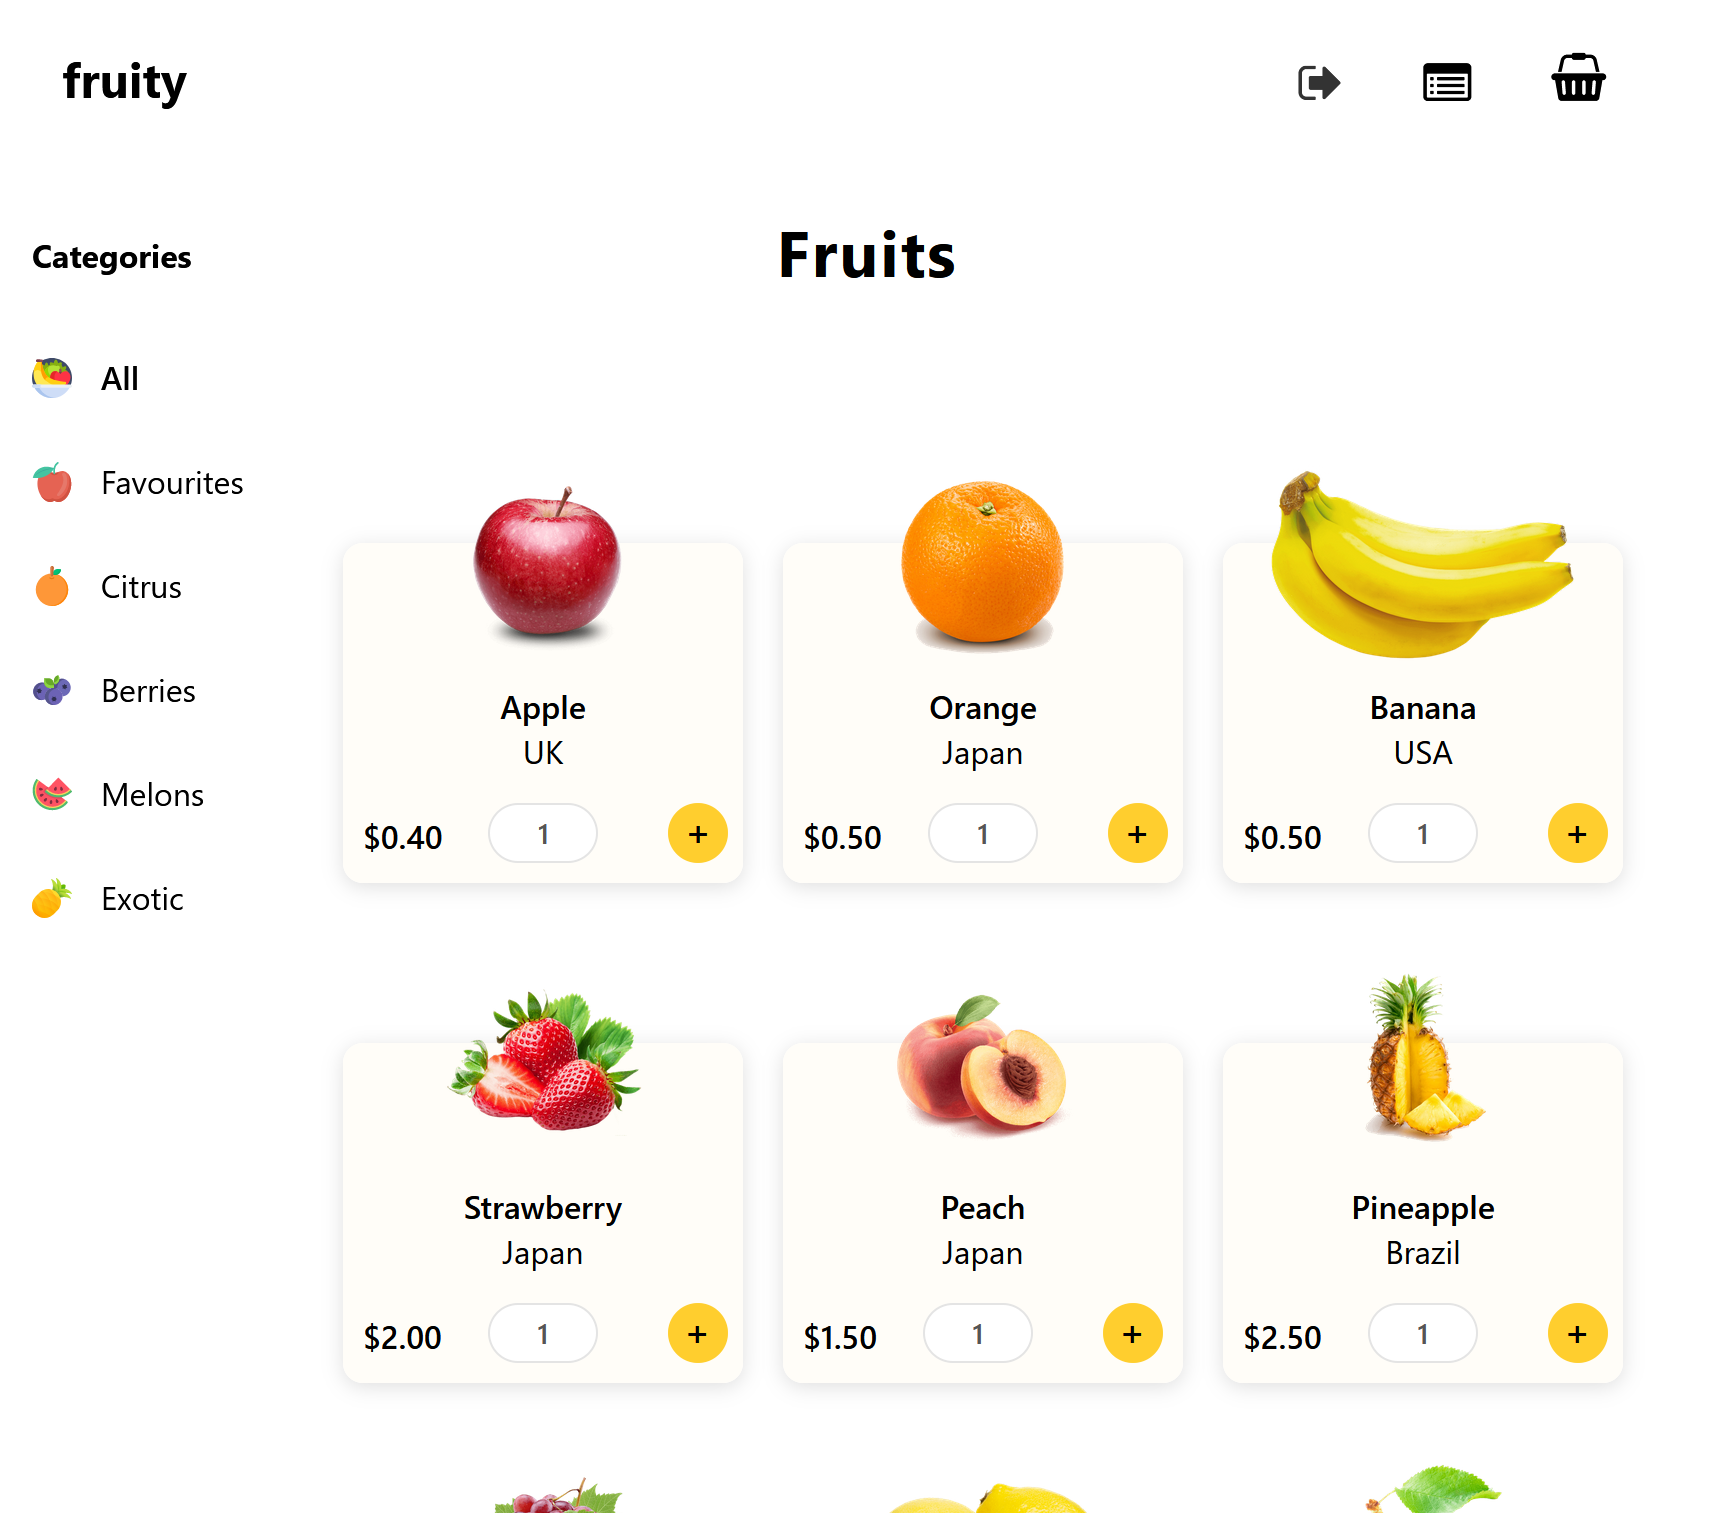 fruity
Categories
Fruits
All
Favourites
Citrus
Berries
Melons
Exotic
Apple
UK
$0.40 1 +
Orange
Japan
$0.50 1 +
Banana
USA
$0.50 1 +
Strawberry
Japan
$2.00 1 +
Peach
Japan
$1.50 1 +
Pineapple
Brazil
$2.50 1 +